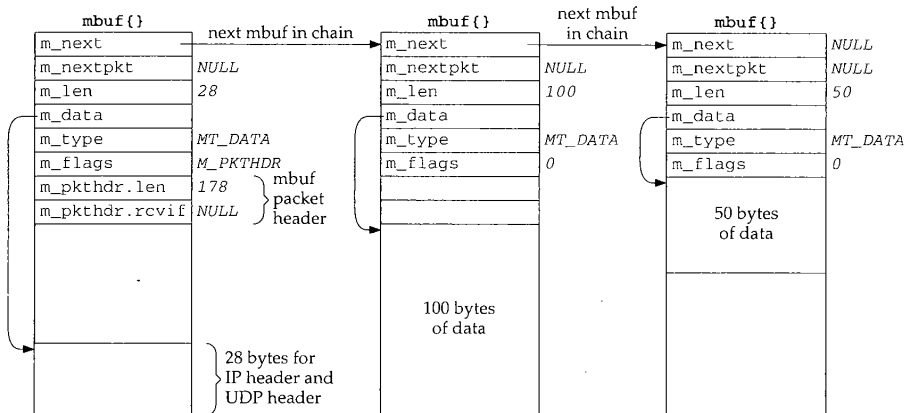 mbuf{}
m_next
m_nextpkt NULL
m_len 28
m_data
m_type MT_DATA
m_flags M_PKTHDR
m_pkthdr.len 178
m_pkthdr.rcvif NULL
mbuf
packet
header
28 bytes for
IP header and
UDP header
next mbuf in chain
mbuf{}
m_next
m_nextpkt NULL
m_len 100
m_data
m_type MT_DATA
m_flags 0
100 bytes
of data
next mbuf
in chain
mbuf{}
m_next NULL
m_nextpkt NULL
m_len 50
m_data
m_type MT_DATA
m_flags 0
50 bytes
of data